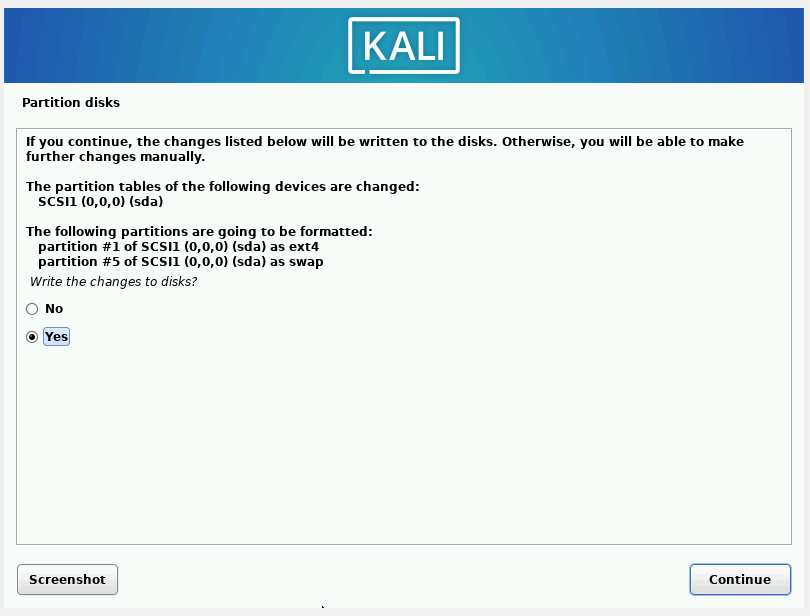 KALI
Partition disks
If you continue, the changes listed below will be written to the disks. Otherwise, you will be able to make
further changes manually.
The partition tables of the following devices are changed:
SCSI1 (0,0,0) (sda)
The following partitions are going to be formatted:
partition #1 of SCSI1 (0,0,0) (sda) as ext4
partition #5 of SCSI1 (0,0,0) (sda) as swap
Write the changes to disks?
No
Yes
Screenshot
Continue